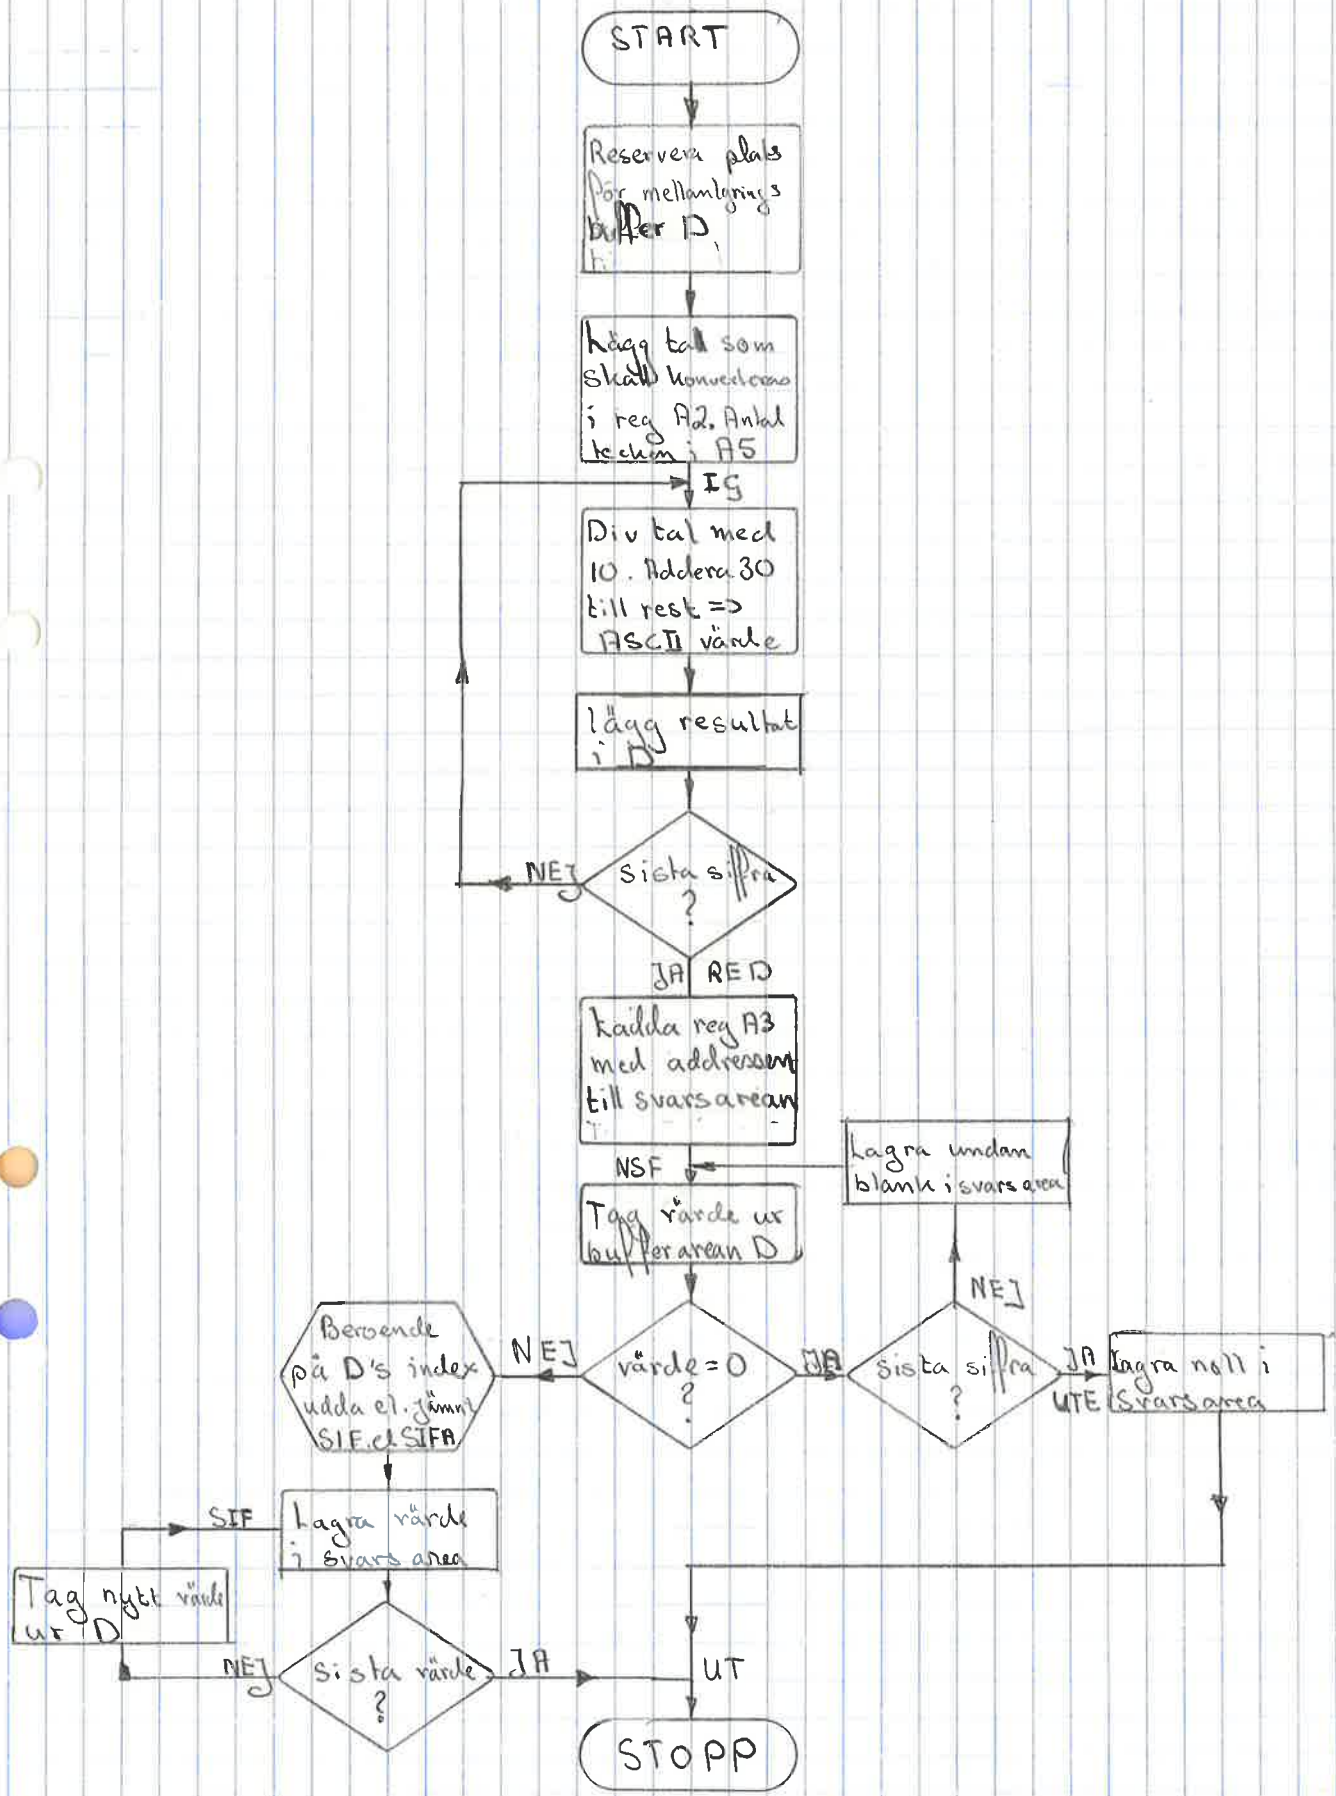 START
Reservera plats
för mellanlgrings
buffer D
Lägg tal som
skall konverteras
i reg A2. Antal
tecken i A5
IG
Div tal med
10. Addera 30
till rest =>
ASCII värde
lägg resultat
i D
NEJ
sista siffra
?
JA RED
Ladda reg A3
med addressen
till svarsarean
NSF
Lagra undan
blank i svarsarea
Tag värde ur
bufferarean D
NEJ
Beroende
på D's index
udda el. jämnt
SIF. el SIFA
NEJ
värde = 0
?
JA
sista siffra
?
JA
UTE
lagra noll i
svarsarea
SIF
Lagra värde
i svarsarea
Tag nytt värde
ur D
NEJ
Sista värde
?
JA
UT
STOPP